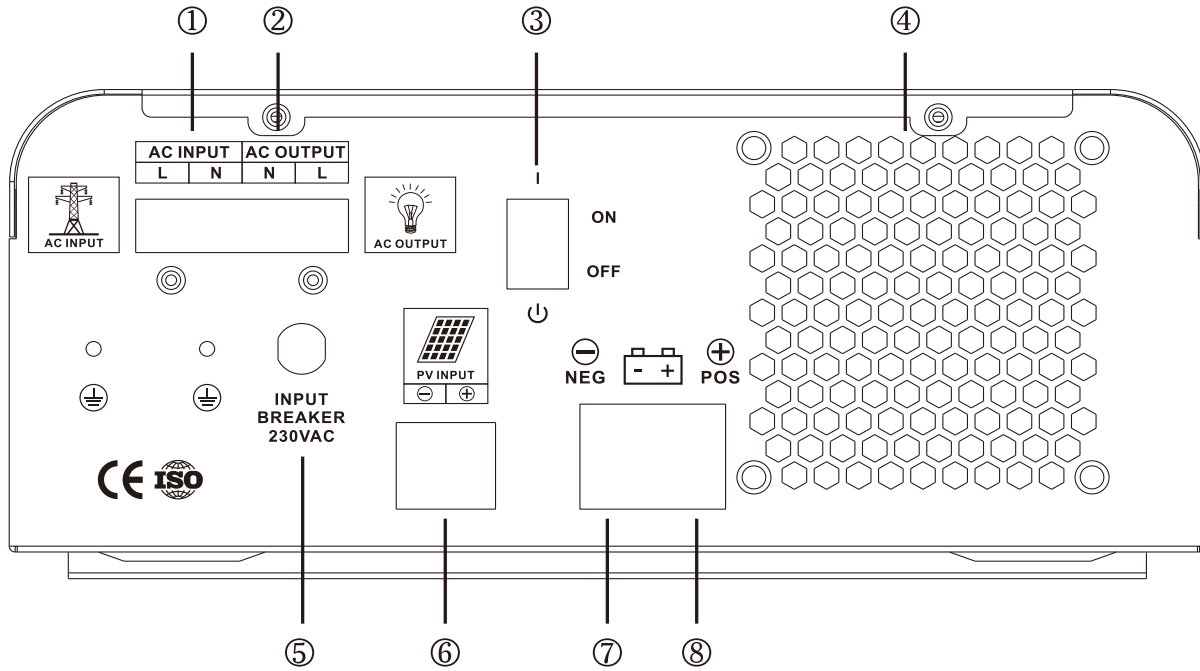 ① ② ③ ④
AC INPUT AC OUTPUT
L N N L
AC INPUT
AC OUTPUT
I
ON
OFF
PV INPUT
⊖ ⊕
⊖ ⊕
NEG - + POS
INPUT
BREAKER
230VAC
CE ISO
⑤ ⑥ ⑦ ⑧